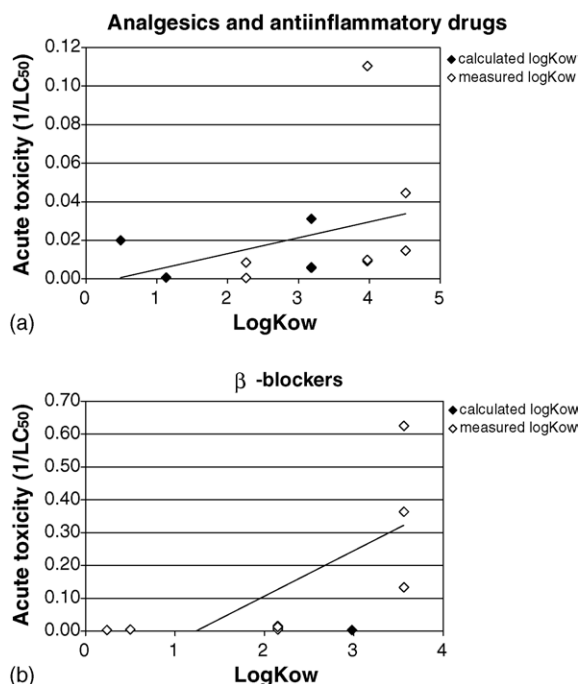 Analgesics and antiinflammatory drugs
Acute toxicity (1/LC50)
0.12
0.10
0.08
0.06
0.04
0.02
0.00
0 1 2 3 4 5
LogKow
(a)
calculated logKow
measured logKow
β -blockers
Acute toxicity (1/LC50)
0.70
0.60
0.50
0.40
0.30
0.20
0.10
0.00
0 1 2 3 4
LogKow
(b)
calculated logKow
measured logKow